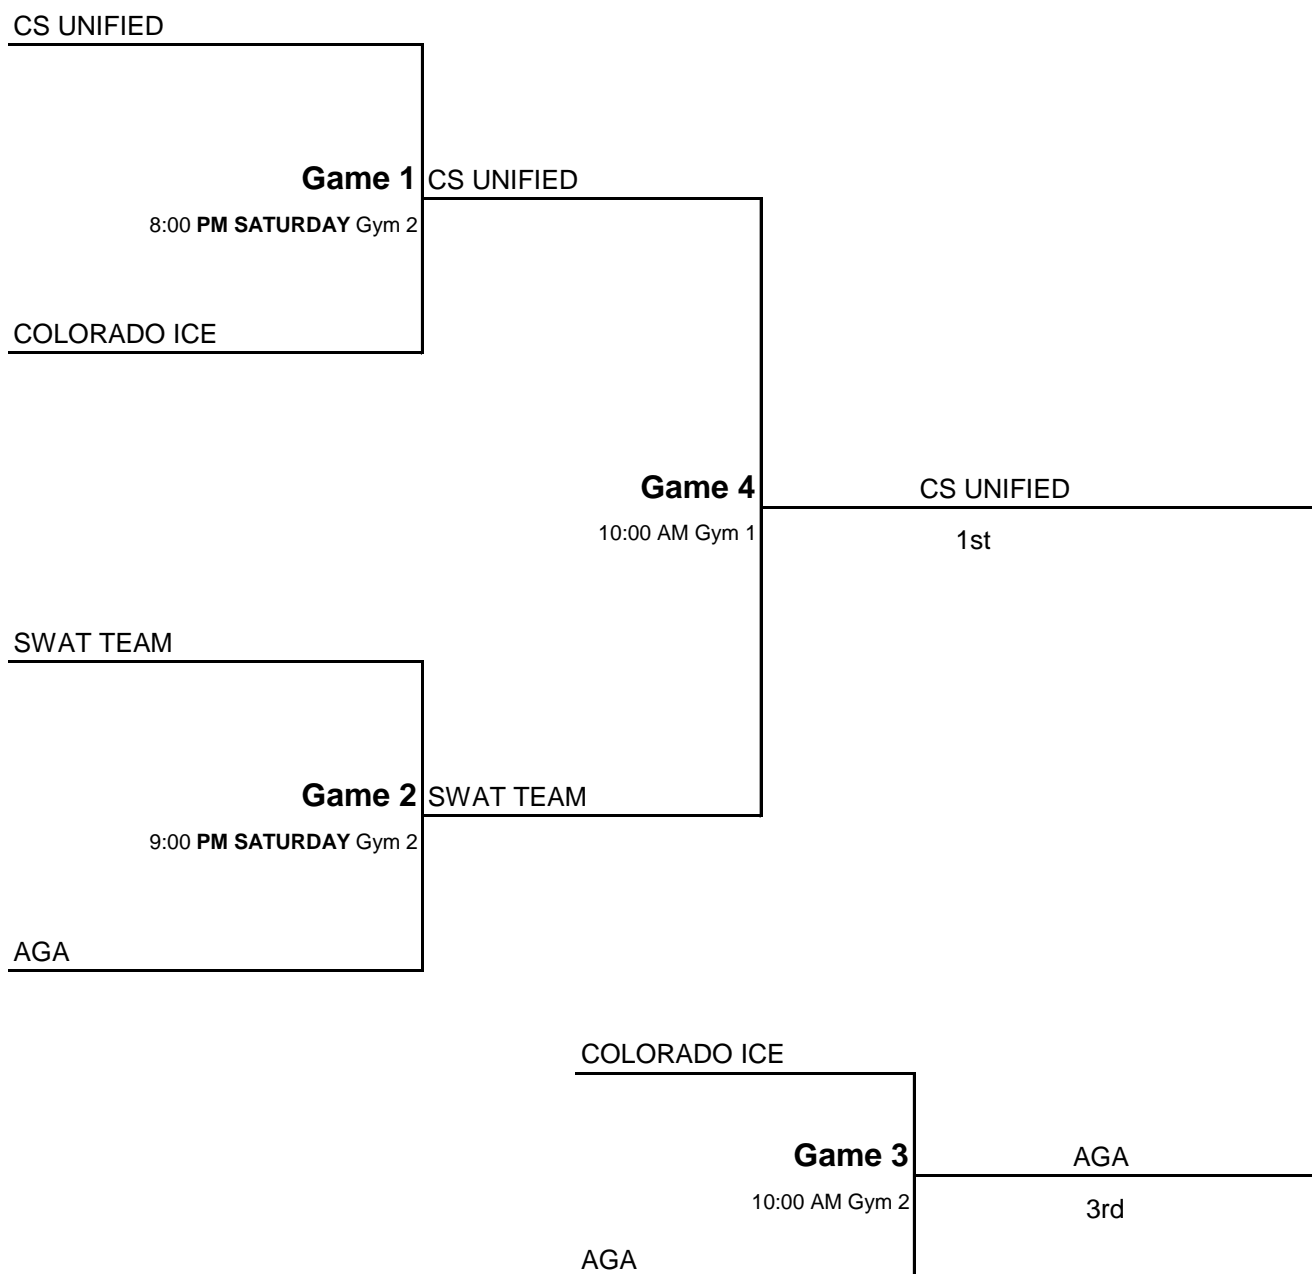 CS UNIFIED
Game 1
CS UNIFIED
8:00 PM SATURDAY Gym 2
COLORADO ICE
Game 4
CS UNIFIED
10:00 AM Gym 1
1st
SWAT TEAM
Game 2
SWAT TEAM
9:00 PM SATURDAY Gym 2
AGA
COLORADO ICE
Game 3
AGA
10:00 AM Gym 2
3rd
AGA